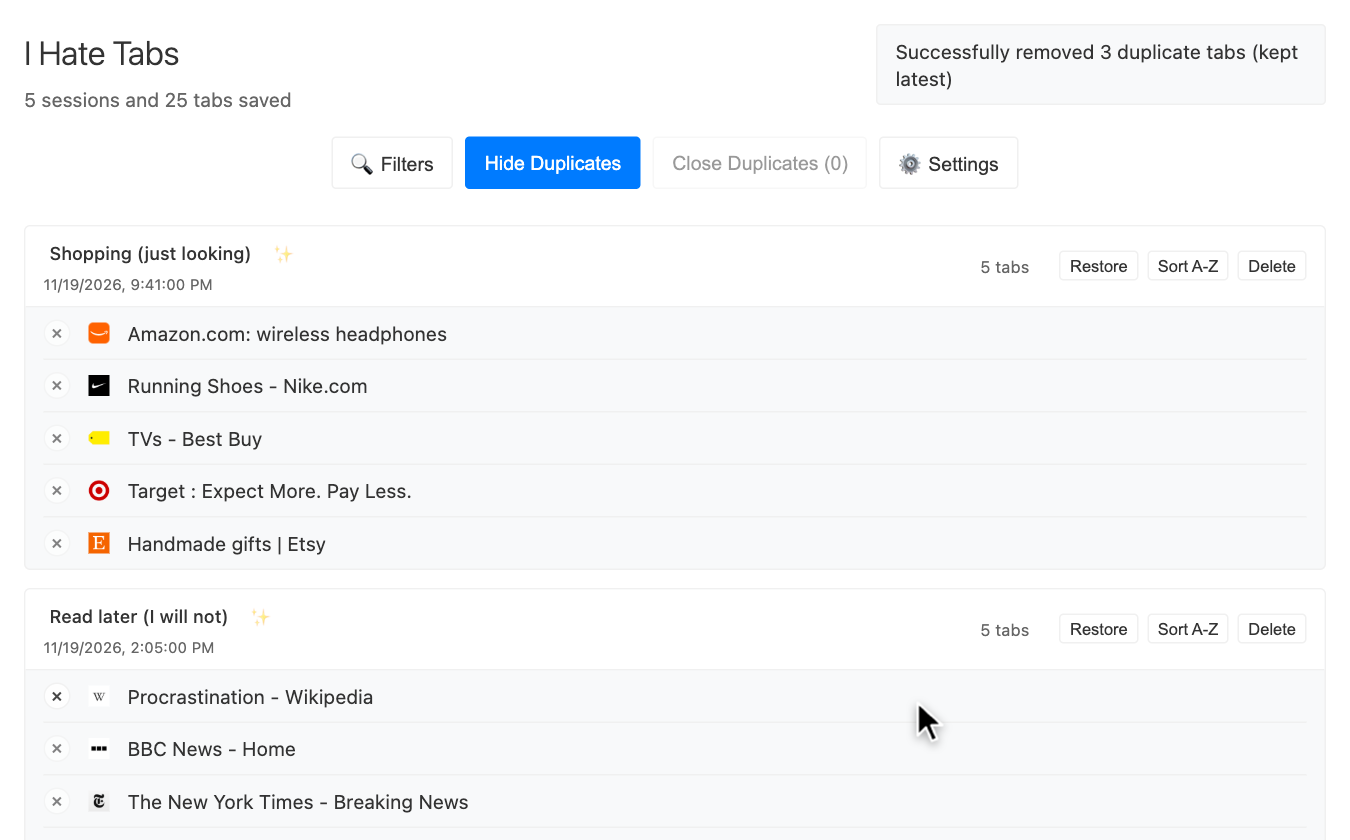 I Hate Tabs
5 sessions and 25 tabs saved
Successfully removed 3 duplicate tabs (kept
latest)
Filters
Hide Duplicates
Close Duplicates (0)
Settings
Shopping (just looking)
11/19/2026, 9:41:00 PM
5 tabs
Restore
Sort A-Z
Delete
Amazon.com: wireless headphones
Running Shoes - Nike.com
TVs - Best Buy
Target : Expect More. Pay Less.
E
Handmade gifts | Etsy
Read later (I will not)
11/19/2026, 2:05:00 PM
5 tabs
Restore
Sort A-Z
Delete
W
Procrastination - Wikipedia
BBC News - Home
T
The New York Times - Breaking News